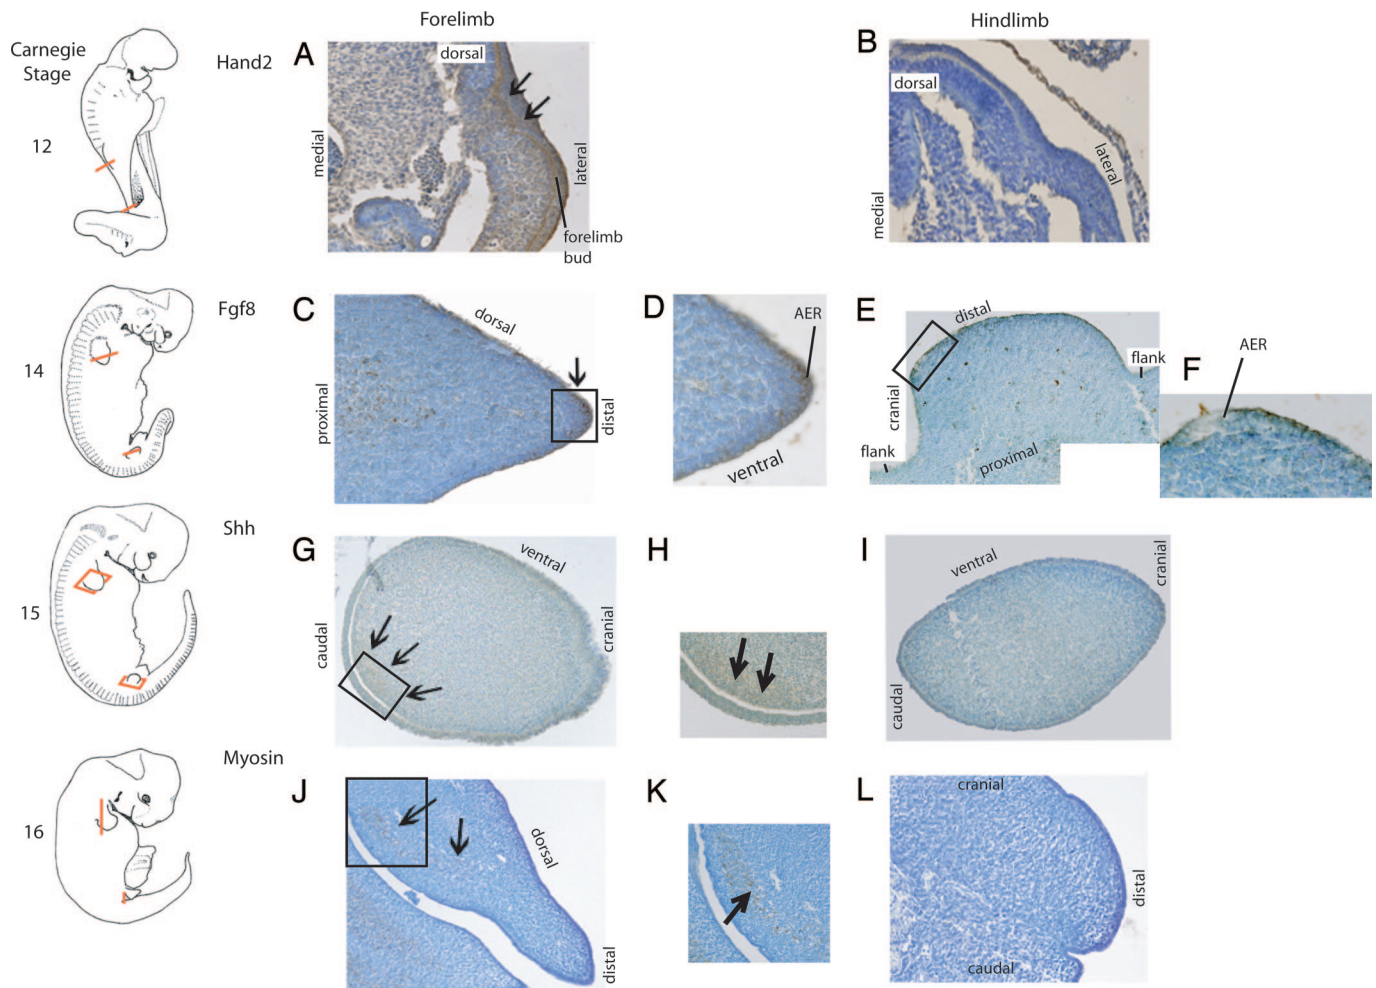 Forelimb
Hindlimb
Carnegie
Stage
Hand2
A
dorsal
medial
lateral
forelimb
bud
B
dorsal
medial
lateral
12
Fgf8
C
dorsal
proximal
distal
D
AER
ventral
E
distal
cranial
flank
flank
proximal
F
AER
14
Shh
G
ventral
caudal
cranial
H
I
ventral
cranial
caudal
15
Myosin
J
dorsal
distal
K
L
cranial
distal
caudal
16